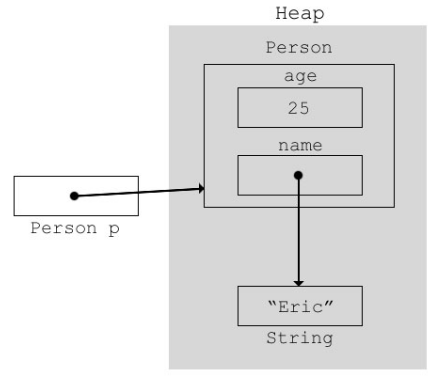 Heap
Person
age
25
name
Person p
“Eric”
String